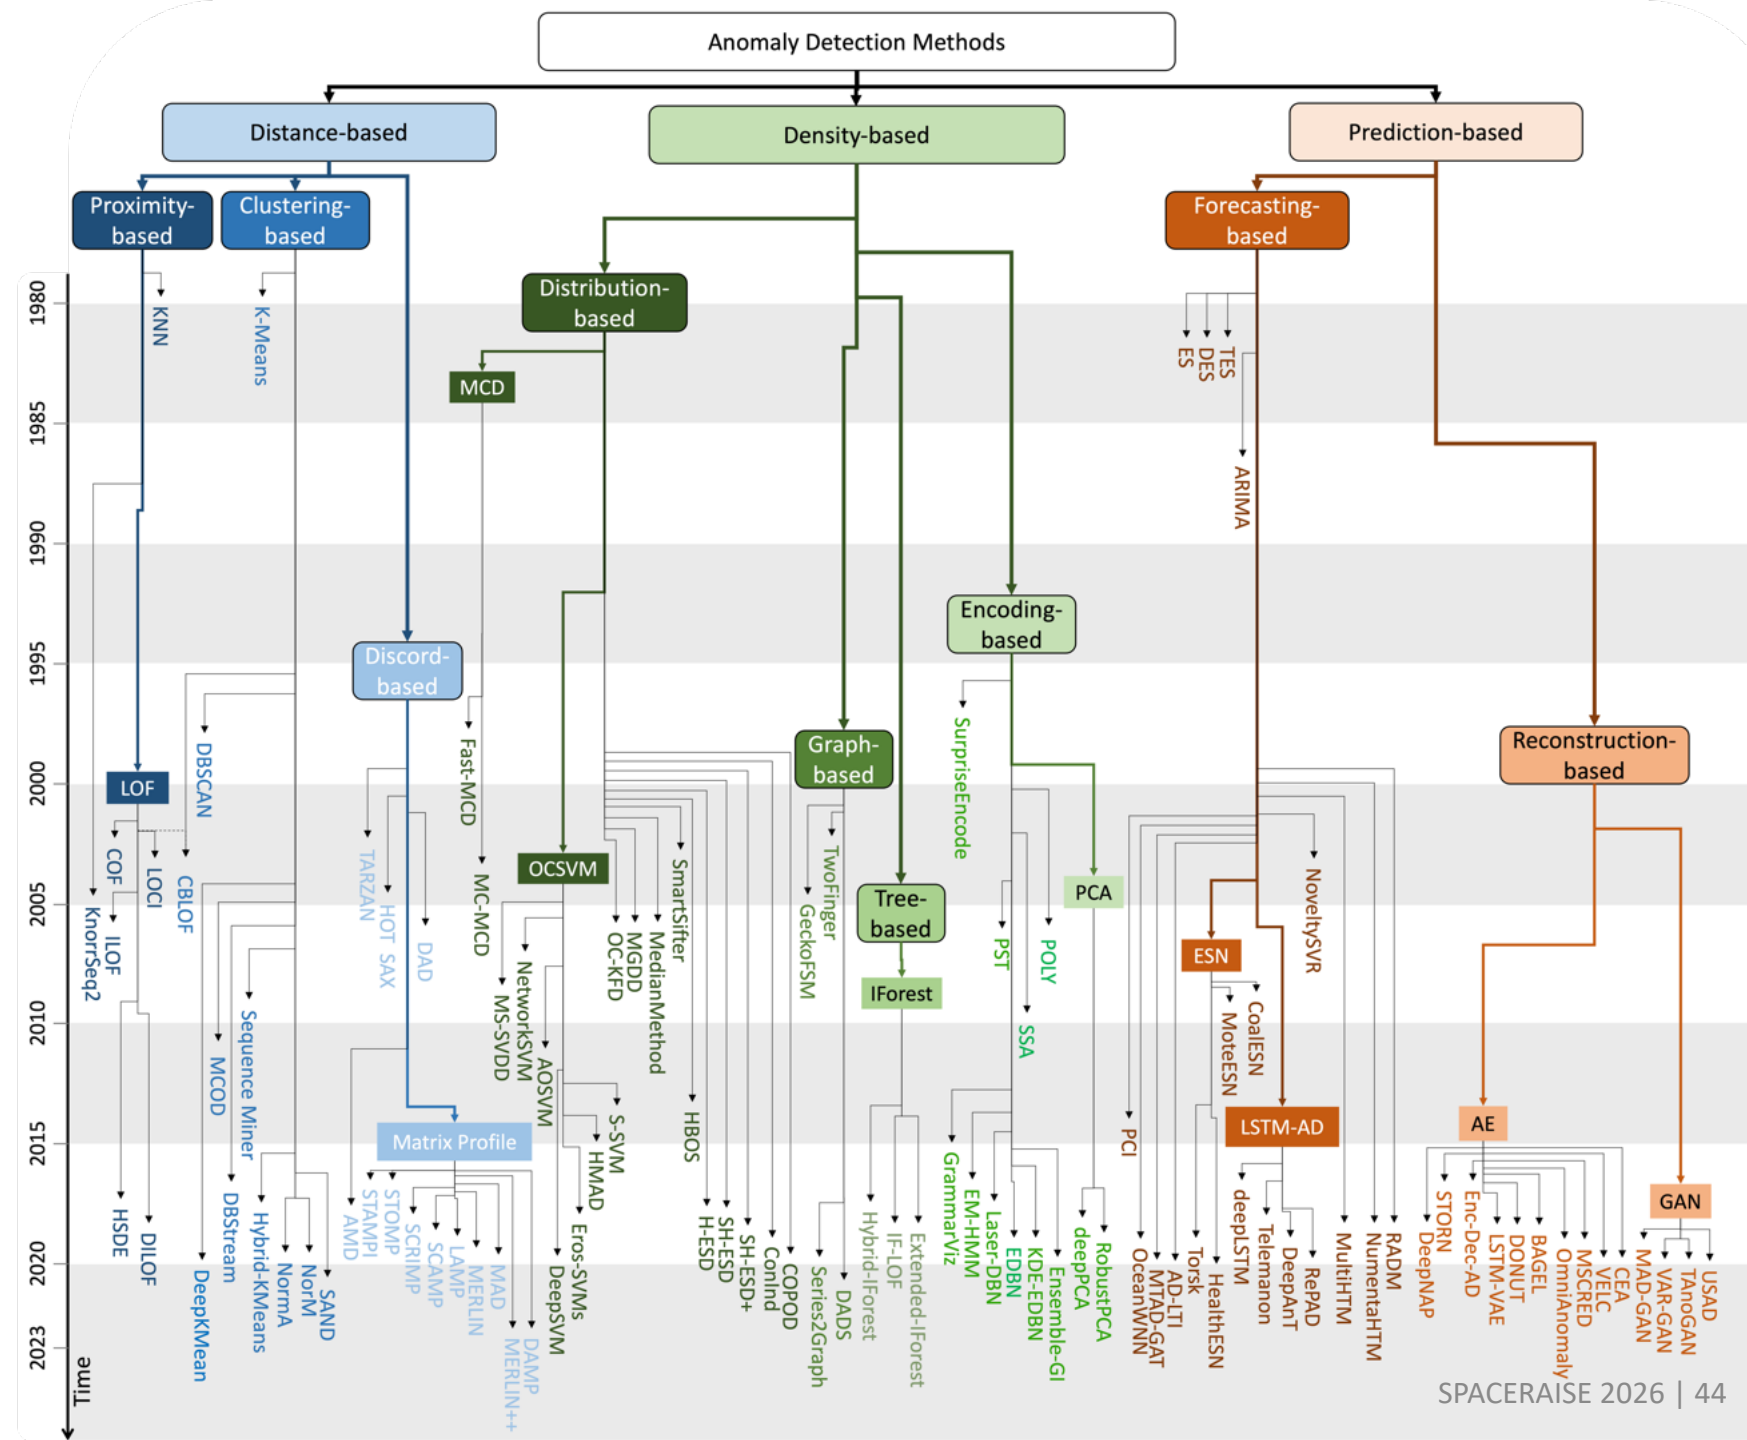 Anomaly Detection Methods
Distance-based
Density-based
Prediction-based
Proximity-
based
Clustering-
based
Forecasting-
based
Distribution-
based
1980
1985
1990
1995
2000
2005
2010
2015
2020
2023
Time
KNN
K-Means
MCD
ES
DES
TES
ARIMA
Encoding-
based
Discord-
based
Graph-
based
Reconstruction-
based
LOF
DBSCAN
Fast-MCD
SurpriseEncode
COF
LOCI
CBLOF
KnorrSeq2
ILOF
TARZAN
HOT SAX
DAD
MC-MCD
OCSVM
SmartSifter
TwoFinger
GeckoFSM
Tree-
based
PCA
NoveltySVR
OC-KFD
MGDD
MedianMethod
PST
POLY
ESN
IForest
MCOD
Sequence Miner
MS-SVDD
NetworkSVM
AOSVM
SSA
MoteESN
CoalESN
Matrix Profile
S-SVM
HMAD
HBOS
PCI
LSTM-AD
AE
GrammarViz
EM-HMM
Laser-DBN
EDBN
KDE-EDBN
Ensemble-GI
deepPCA
RobustPCA
HSDE
DILOF
DeepKMean
DBStream
Hybrid-KMeans
NormA
NorM
SAND
AMD
STAMPI
STOMP
SCRIMP
SCAMP
LAMP
MERLIN
MAD
MERLIN++
DAMP
DeepSVM
Eros-SVMs
H-ESD
SH-ESD
SH-ESD+
ConInd
COPOD
Series2Graph
DADS
Hybrid-IForest
IF-LOF
Extended-IForest
OceanWNN
MTAD-GAT
AD-LTI
Torsk
HealthESN
deepLSTM
Telemanon
DeepAnT
RePAD
MultiHTM
NumentaHTM
RADM
DeepNAP
STORN
Enc-Dec-AD
LSTM-VAE
DONUT
BAGEL
OmniAnomaly
MSCRED
VELC
CEA
GAN
MAD-GAN
VAR-GAN
TAnoGAN
USAD
SPACERAISE 2026 | 44